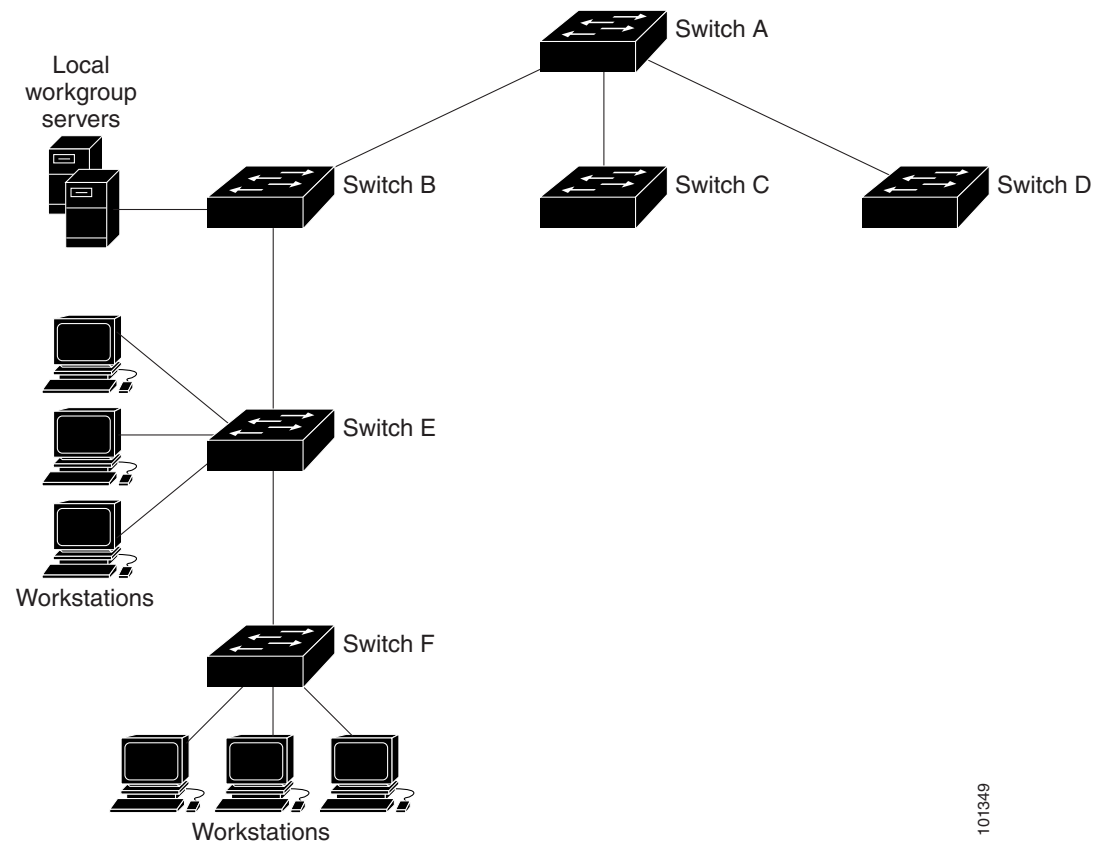 Switch A
Local
workgroup
servers
Switch B
Switch C
Switch D
Switch E
Workstations
Switch F
Workstations
101349